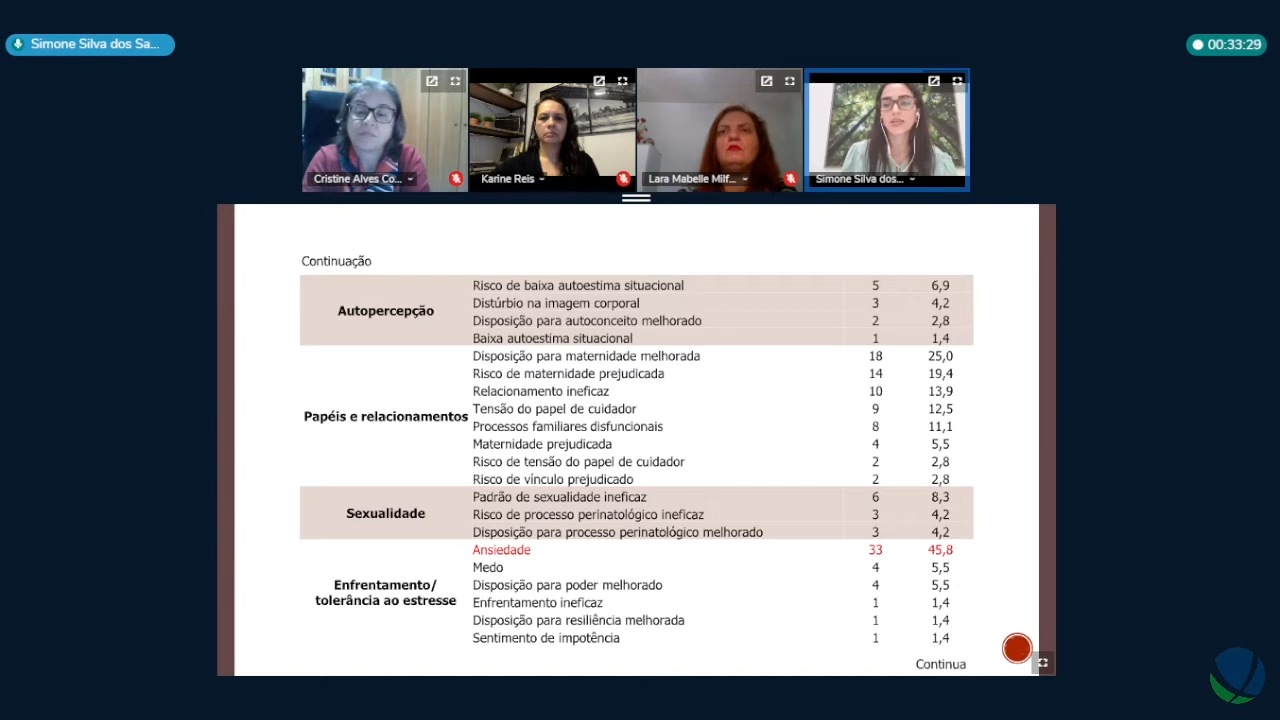 Simone Silva dos Sa...
00:33:29
Cristine Alves Co...
Karine Reis
Lara Mabelle Milf...
Simone Silva dos...
Continuação
Autopercepção
Risco de baixa autoestima situacional 5 6,9
Distúrbio na imagem corporal 3 4,2
Disposição para autoconceito melhorado 2 2,8
Baixa autoestima situacional 1 1,4
Papéis e relacionamentos
Disposição para maternidade melhorada 18 25,0
Risco de maternidade prejudicada 14 19,4
Relacionamento ineficaz 10 13,9
Tensão do papel de cuidador 9 12,5
Processos familiares disfuncionais 8 11,1
Maternidade prejudicada 4 5,5
Risco de tensão do papel de cuidador 2 2,8
Risco de vínculo prejudicado 2 2,8
Sexualidade
Padrão de sexualidade ineficaz 6 8,3
Risco de processo perinatológico ineficaz 3 4,2
Disposição para processo perinatológico melhorado 3 4,2
Enfrentamento/
tolerância ao estresse
Ansiedade 33 45,8
Medo 4 5,5
Disposição para poder melhorado 4 5,5
Enfrentamento ineficaz 1 1,4
Disposição para resiliência melhorada 1 1,4
Sentimento de impotência 1 1,4
Continua